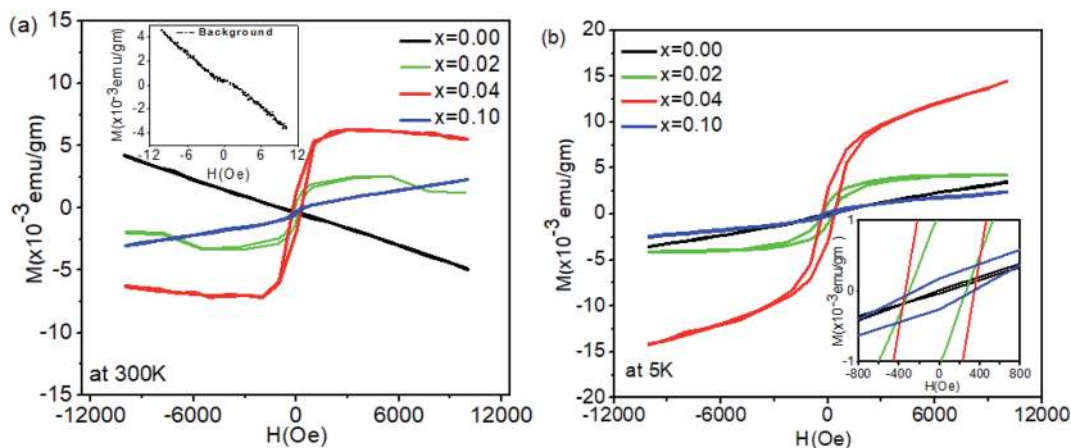 (a)
M(x10⁻³emu/gm)
15
10
5
0
-5
-10
-15
-12000
-6000
0
6000
12000
H(Oe)
at 300K
x=0.00
x=0.02
x=0.04
x=0.10
M(x10⁻³emu/gm)
4
2
0
-2
-4
-12
-6
0
6
12
H(Oe)
Background
(b)
M(x10⁻³emu/gm)
20
15
10
5
0
-5
-10
-15
-20
-12000
-6000
0
6000
12000
H(Oe)
at 5K
x=0.00
x=0.02
x=0.04
x=0.10
M(x10⁻³emu/gm)
1
0
-1
-800
-400
0
400
800
H(Oe)